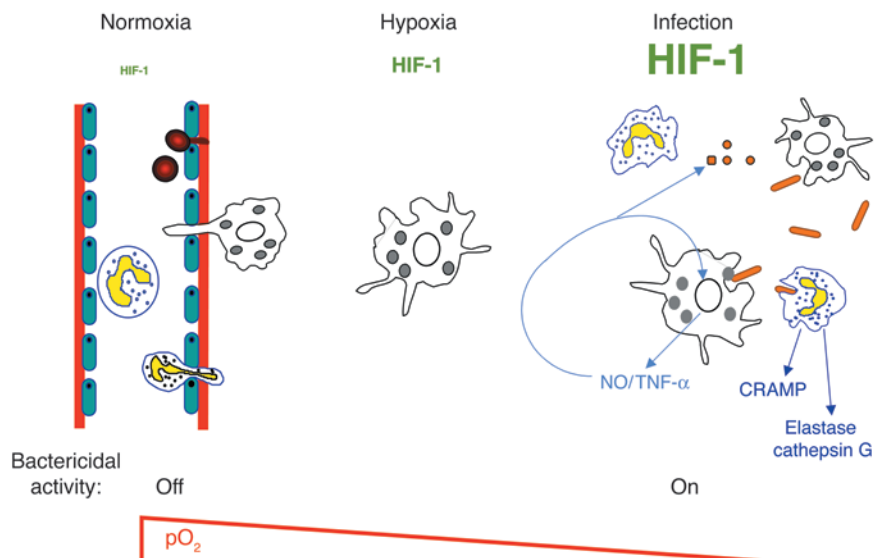 Normoxia
Hypoxia
Infection
HIF-1
HIF-1
HIF-1
NO/TNF-α
CRAMP
Elastase
cathepsin G
Bactericidal
activity:
Off
On
pO₂